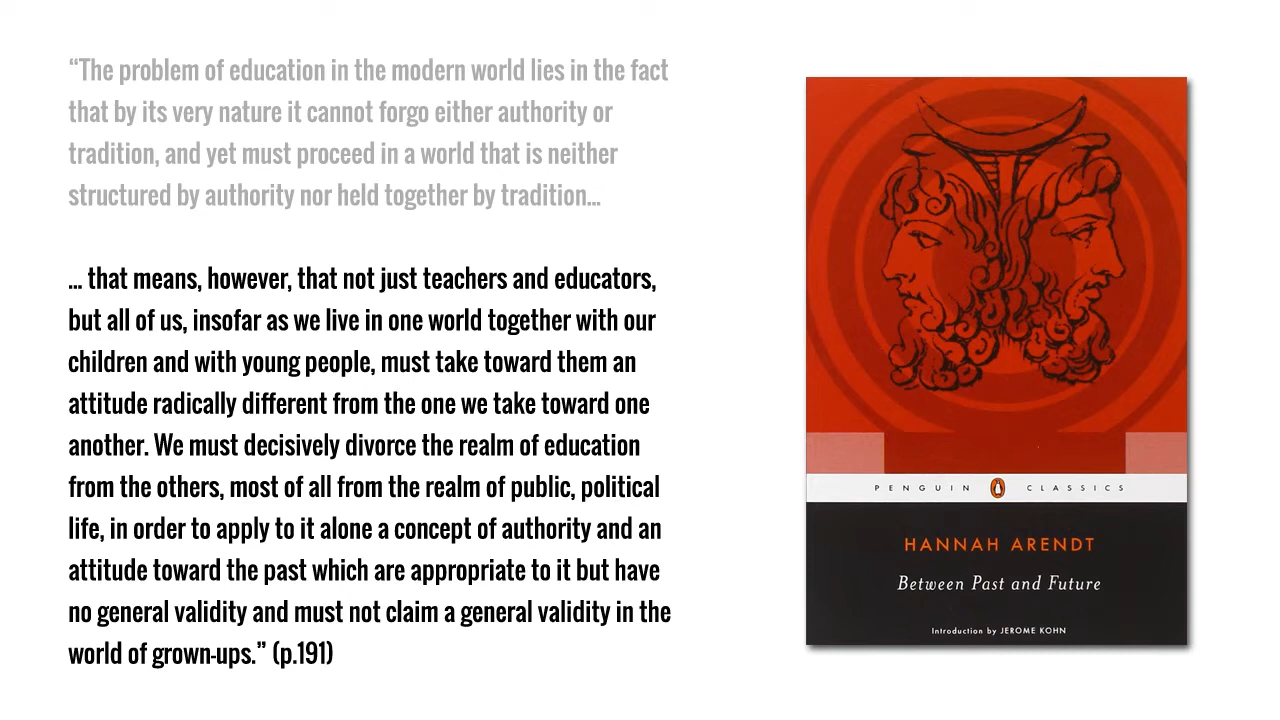 “The problem of education in the modern world lies in the fact
that by its very nature it cannot forgo either authority or
tradition, and yet must proceed in a world that is neither
structured by authority nor held together by tradition...
... that means, however, that not just teachers and educators,
but all of us, insofar as we live in one world together with our
children and with young people, must take toward them an
attitude radically different from the one we take toward one
another. We must decisively divorce the realm of education
from the others, most of all from the realm of public, political
life, in order to apply to it alone a concept of authority and an
attitude toward the past which are appropriate to it but have
no general validity and must not claim a general validity in the
world of grown-ups.” (p.191)
PENGUIN CLASSICS
HANNAH ARENDT
Between Past and Future
Introduction by JEROME KOHN